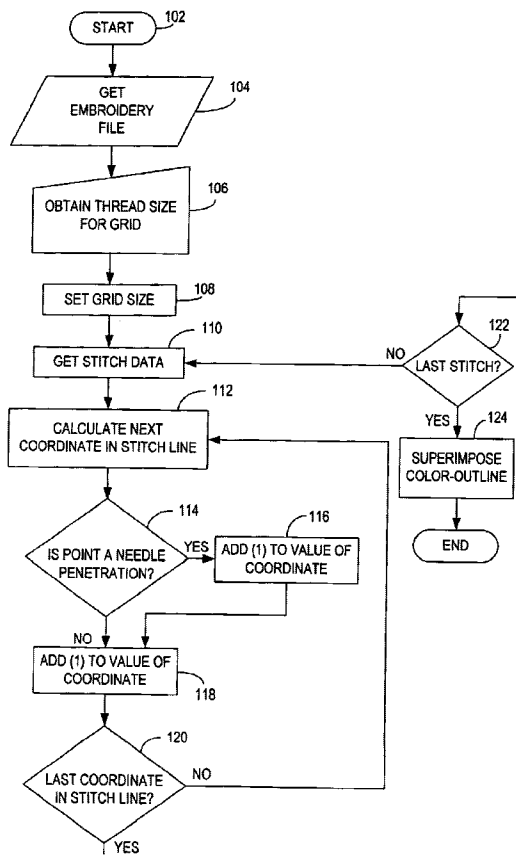 START
102
GET
EMBROIDERY
FILE
104
OBTAIN THREAD SIZE
FOR GRID
106
SET GRID SIZE
108
GET STITCH DATA
110
CALCULATE NEXT
COORDINATE IN STITCH LINE
112
IS POINT A NEEDLE
PENETRATION?
114
YES
ADD (1) TO VALUE OF
COORDINATE
116
NO
ADD (1) TO VALUE OF
COORDINATE
118
LAST COORDINATE
IN STITCH LINE?
120
NO
YES
LAST STITCH?
122
NO
YES
SUPERIMPOSE
COLOR-OUTLINE
124
END